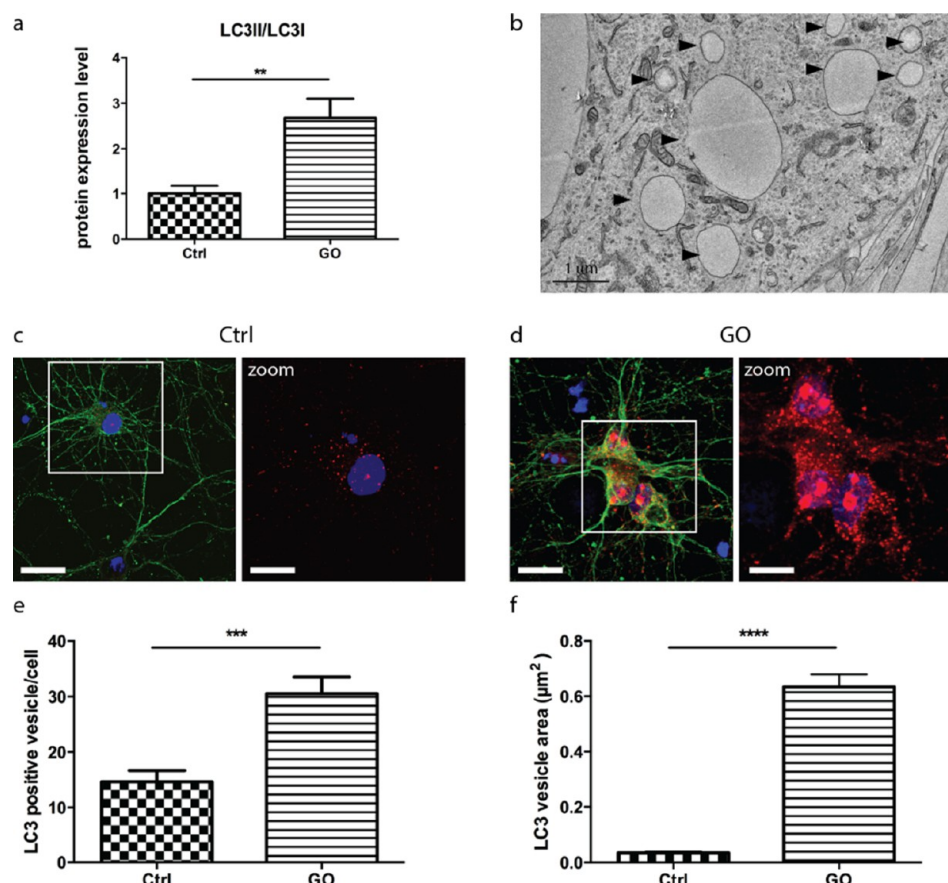 a
LC3II/LC3I
protein expression level
4
3
2
1
0
**
Ctrl
GO
b
1 µm
c
Ctrl
zoom
d
GO
zoom
e
LC3 positive vesicle/cell
40
30
20
10
0
***
Ctrl
GO
f
LC3 vesicle area (µm²)
0.8
0.6
0.4
0.2
0.0
****
Ctrl
GO